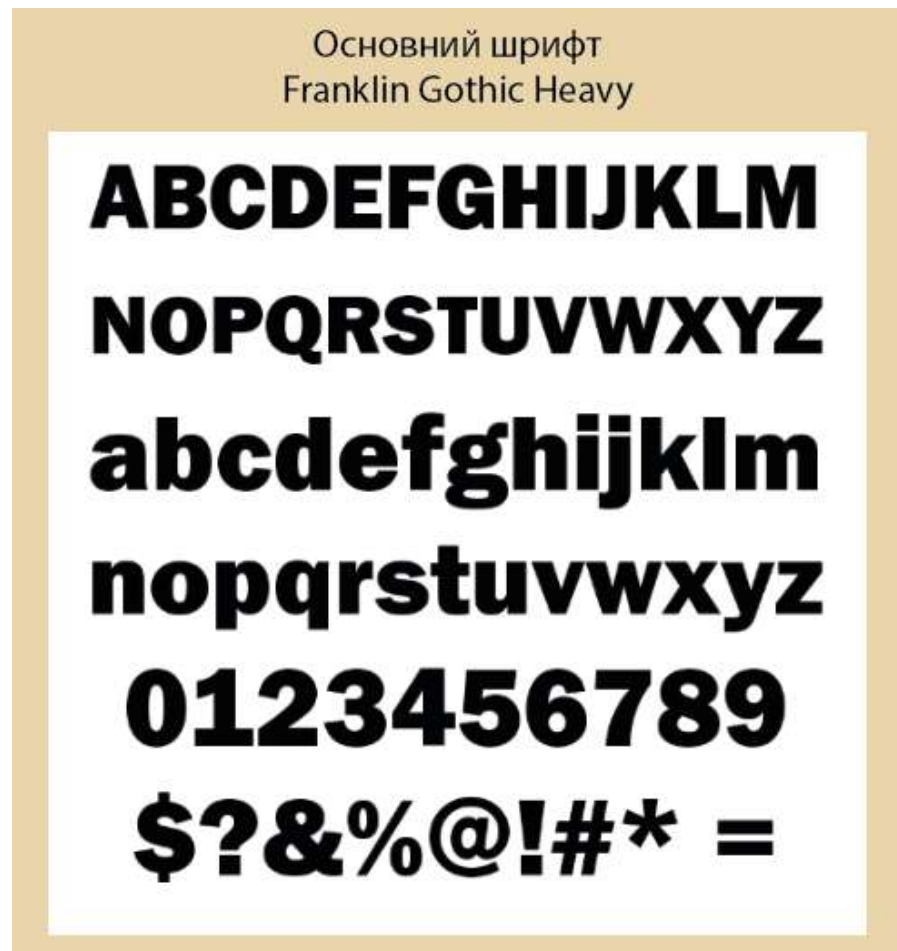 Основний шрифт
Franklin Gothic Heavy
ABCDEFGHIJKLM
NOPQRSTUVWXYZ
abcdefghijklm
nopqrstuvwxyz
0123456789
$?&%@!#* =